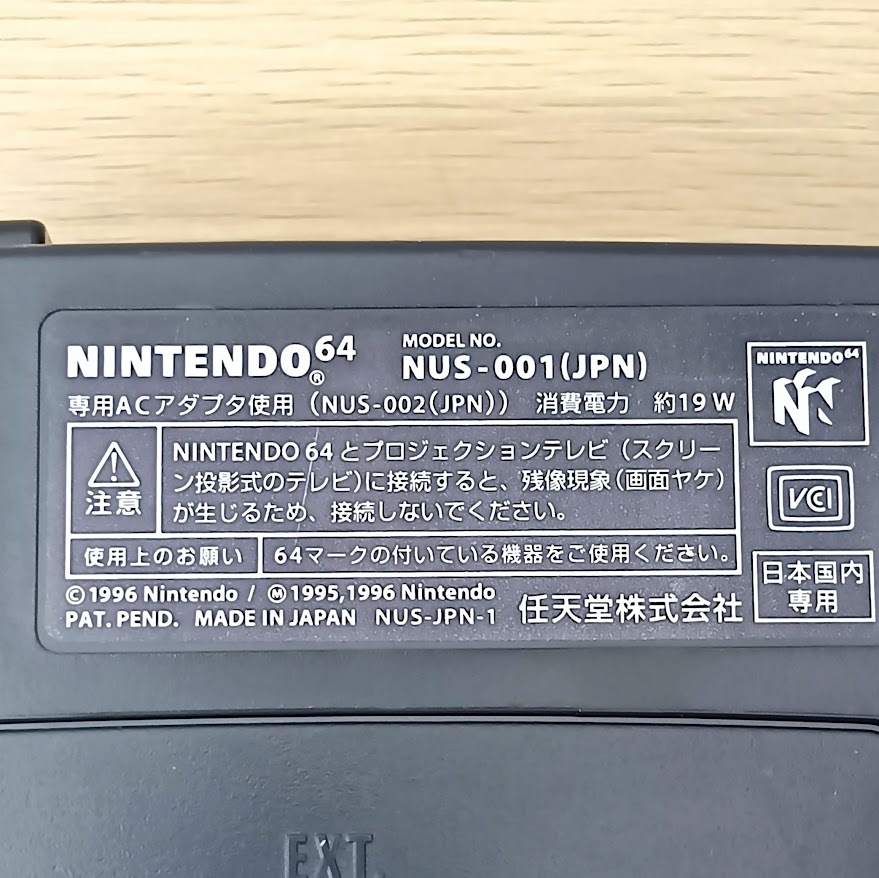 NINTENDO64®
MODEL NO.
NUS-001(JPN)
専用ACアダプタ使用（NUS-002(JPN)） 消費電力 約19W
NINTENDO64
注意
NINTENDO 64 とプロジェクションテレビ（スクリー
ン投影式のテレビ）に接続すると、残像現象（画面ヤケ）
が生じるため、接続しないでください。
VCI
使用上のお願い
64マークの付いている機器をご使用ください。
日本国内
専用
©1996 Nintendo / Ⓜ1995,1996 Nintendo
PAT. PEND. MADE IN JAPAN NUS-JPN-1
任天堂株式会社
EXT.